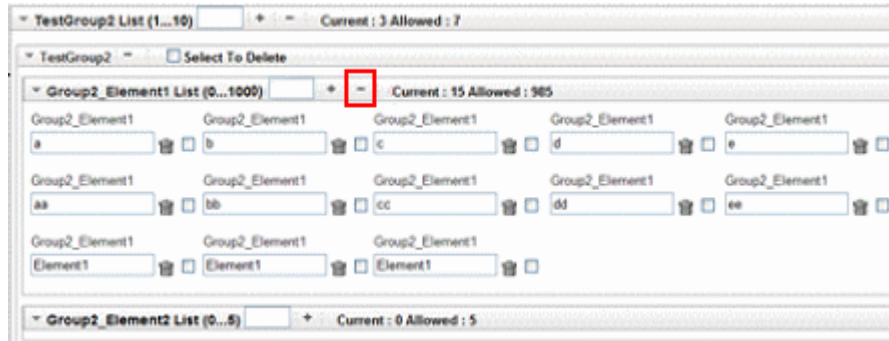 TestGroup2 List (1...10) + - Current : 3 Allowed : 7
TestGroup2 - Select To Delete
Group2_Element1 List (0...1000) + - Current : 15 Allowed : 985
Group2_Element1 Group2_Element1 Group2_Element1 Group2_Element1 Group2_Element1
a b c d e
Group2_Element1 Group2_Element1 Group2_Element1 Group2_Element1 Group2_Element1
aa bb cc dd ee
Group2_Element1 Group2_Element1 Group2_Element1
Element1 Element1 Element1
Group2_Element2 List (0...5) + Current : 0 Allowed : 5